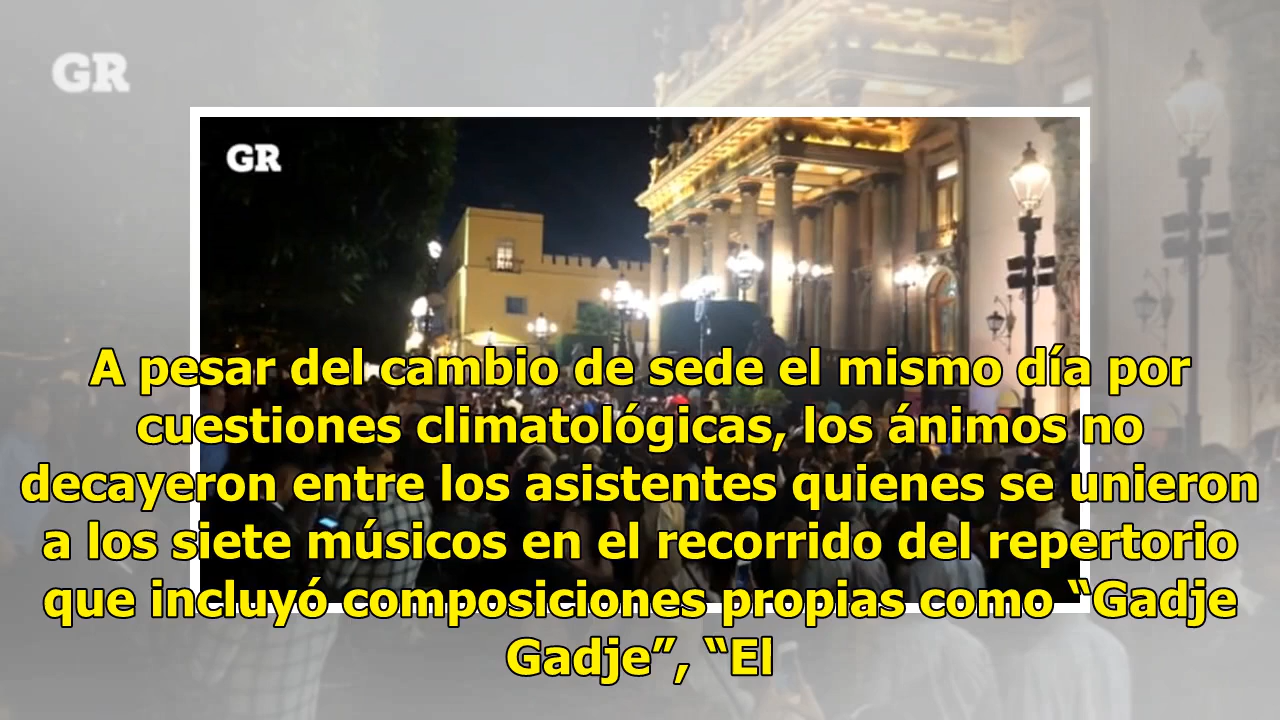 GR
GR
A pesar del cambio de sede el mismo día por
cuestiones climatológicas, los ánimos no
decayeron entre los asistentes quienes se unieron
a los siete músicos en el recorrido del repertorio
que incluyó composiciones propias como “Gadje
Gadje”, “El